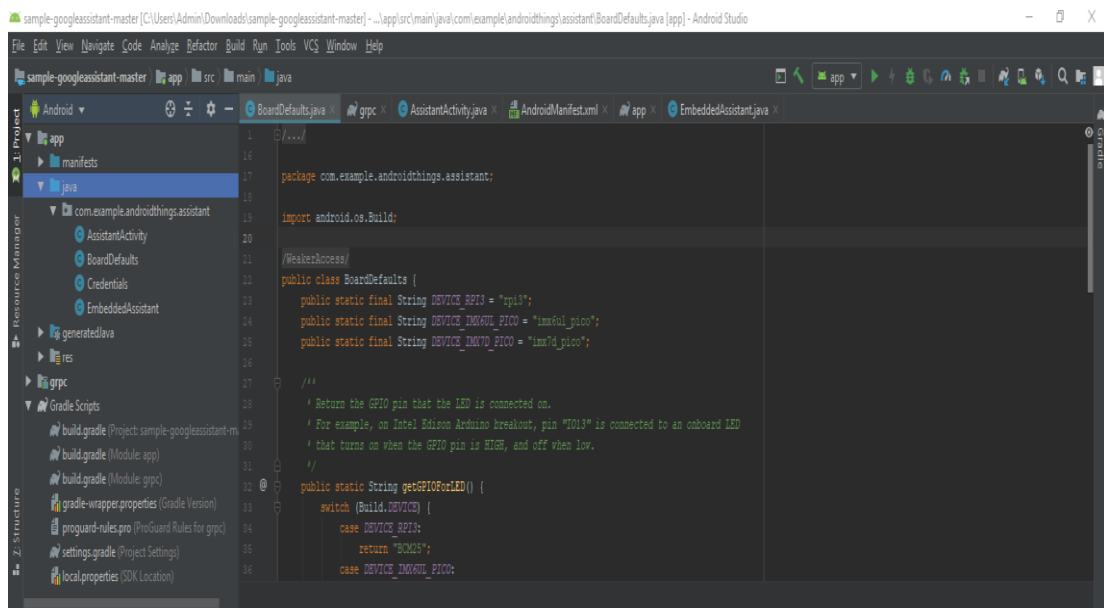 sample-googleassistant-master [C:\Users\Admin\Downloads\sample-googleassistant-master] - ...\app\src\main\java\com\example\androidthings\assistant\BoardDefaults.java [app] - Android Studio
File Edit View Navigate Code Analyze Refactor Build Run Tools VCS Window Help
sample-googleassistant-master app src main java
app
Android
BoardDefaults.java grpc AssistantActivity.java AndroidManifest.xml app EmbeddedAssistant.java
1: Project
Resource Manager
7: Structure
Gradle
app
manifests
java
com.example.androidthings.assistant
AssistantActivity
BoardDefaults
Credentials
EmbeddedAssistant
generatedJava
res
grpc
Gradle Scripts
build.gradle (Project: sample-googleassistant-m
build.gradle (Module: app)
build.gradle (Module: grpc)
gradle-wrapper.properties (Gradle Version)
proguard-rules.pro (ProGuard Rules for grpc)
settings.gradle (Project Settings)
local.properties (SDK Location)
1 /.../
16
17 package com.example.androidthings.assistant;
18
19 import android.os.Build;
20
21 /WeakerAccess/
22 public class BoardDefaults {
23 public static final String DEVICE_RPI3 = "rpi3";
24 public static final String DEVICE_IMX6UL_PICO = "imx6ul_pico";
25 public static final String DEVICE_IMX7D_PICO = "imx7d_pico";
26
27 /**
28 * Return the GPIO pin that the LED is connected on.
29 * For example, on Intel Edison Arduino breakout, pin "IO13" is connected to an onboard LED
30 * that turns on when the GPIO pin is HIGH, and off when low.
31 */
32 @ public static String getGPIOForLED() {
33 switch (Build.DEVICE) {
34 case DEVICE_RPI3:
35 return "BCM25";
36 case DEVICE_IMX6UL_PICO: